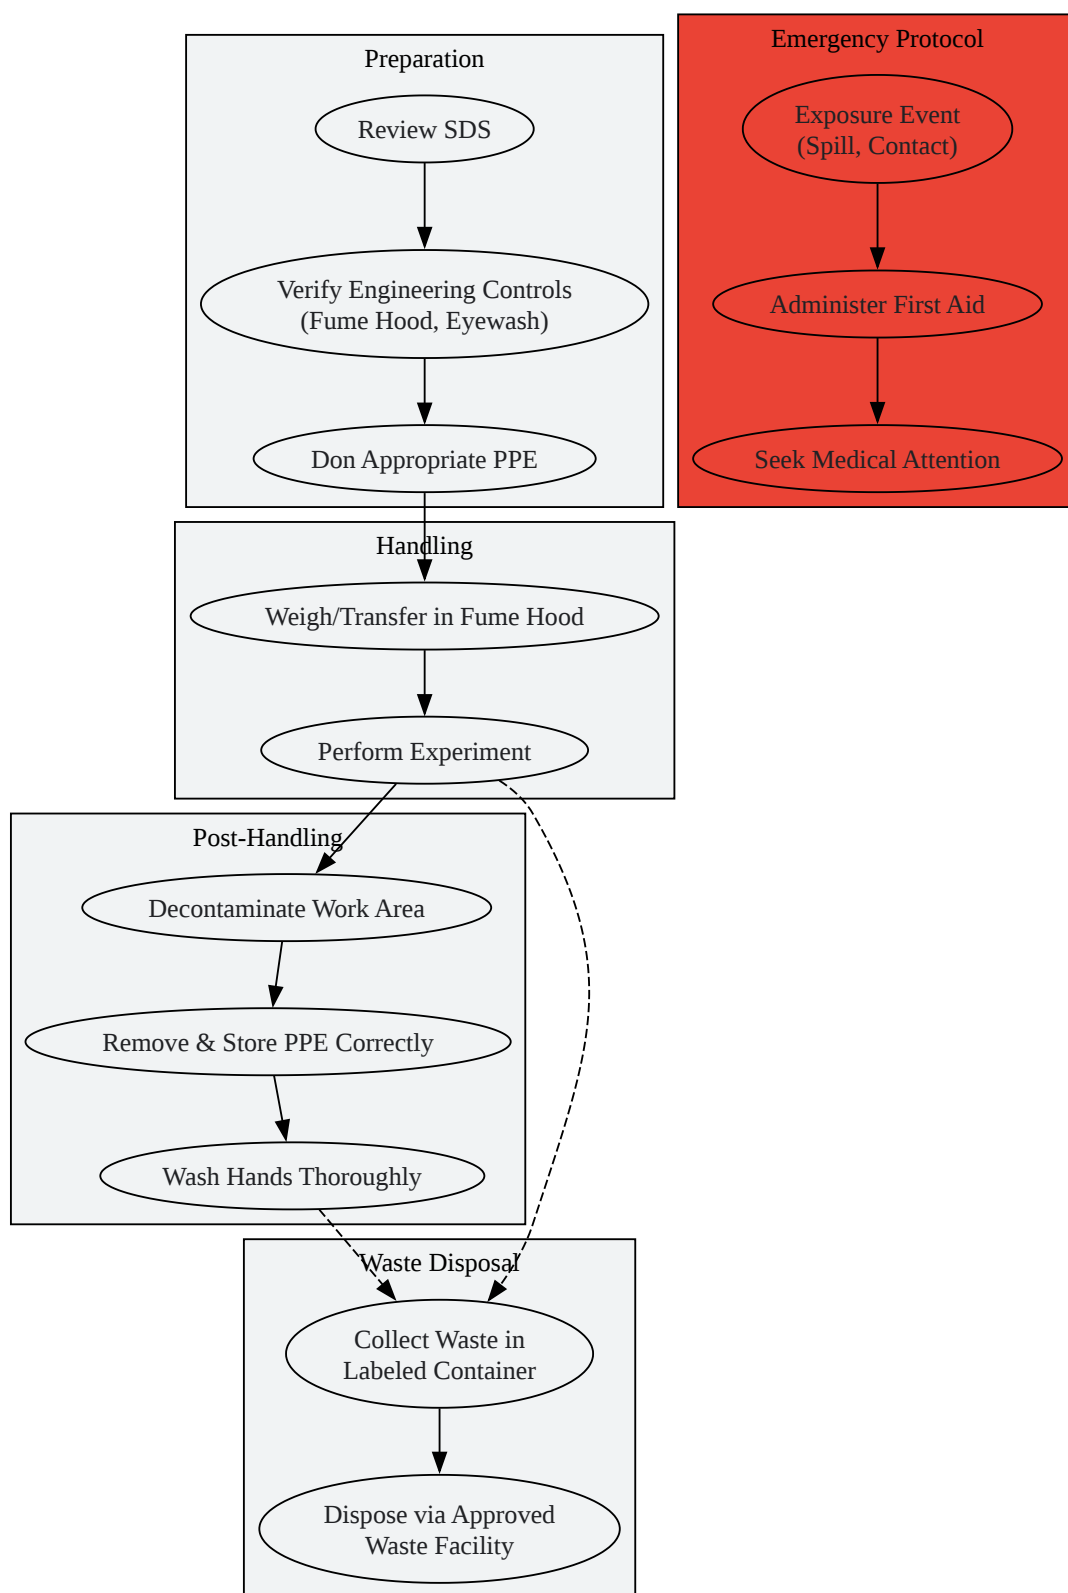 Preparation
Review SDS
Verify Engineering Controls
(Fume Hood, Eyewash)
Don Appropriate PPE
Emergency Protocol
Exposure Event
(Spill, Contact)
Administer First Aid
Seek Medical Attention
Handling
Weigh/Transfer in Fume Hood
Perform Experiment
Post-Handling
Decontaminate Work Area
Remove & Store PPE Correctly
Wash Hands Thoroughly
Waste Disposal
Collect Waste in
Labeled Container
Dispose via Approved
Waste Facility